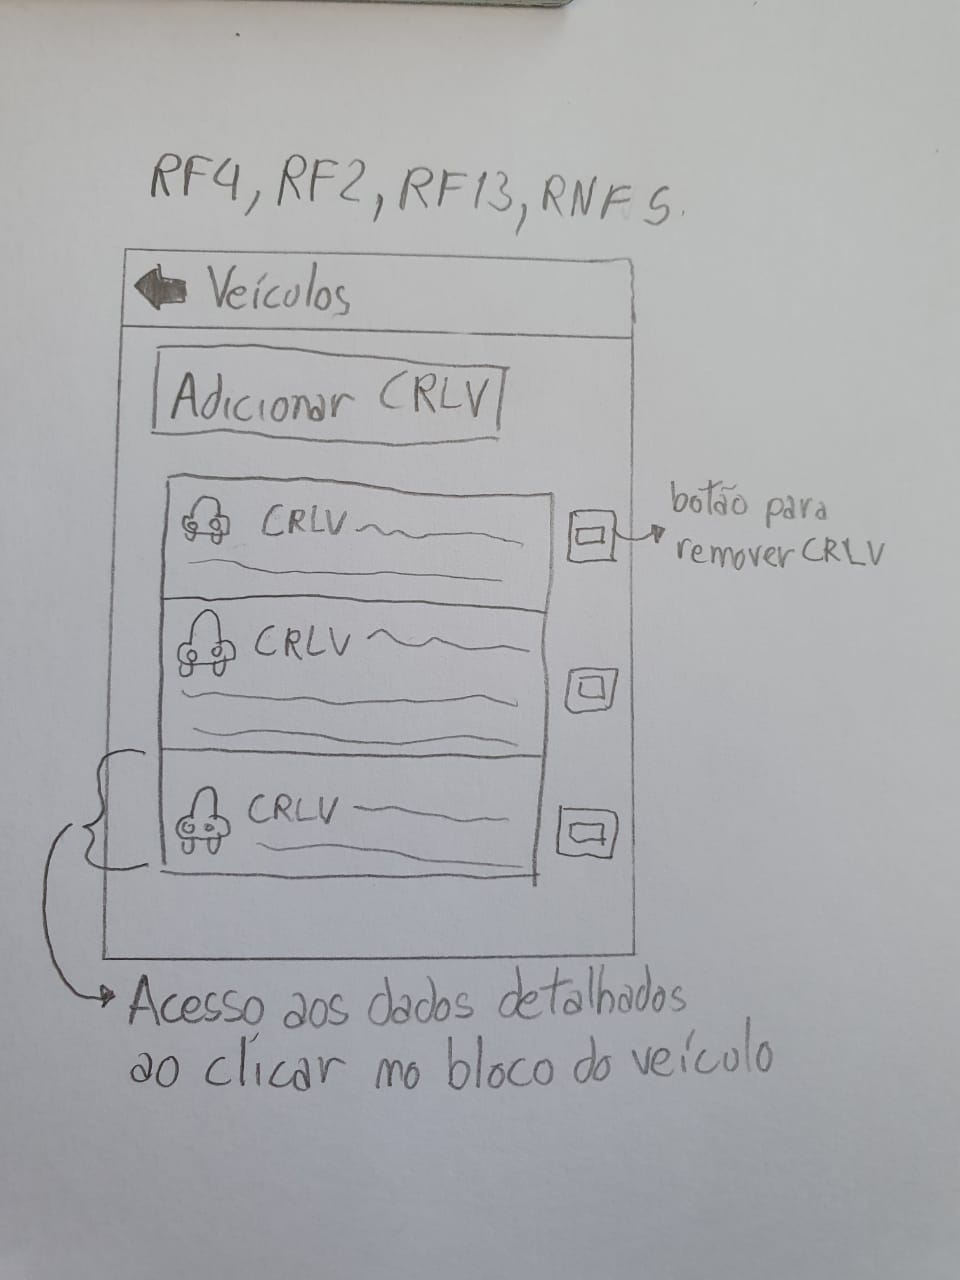 RF4, RF2, RF13, RNF5.
Veículos
Adicionar CRLV
CRLV
botão para
remover CRLV
CRLV
CRLV
Acesso aos dados detalhados
ao clicar no bloco do veículo